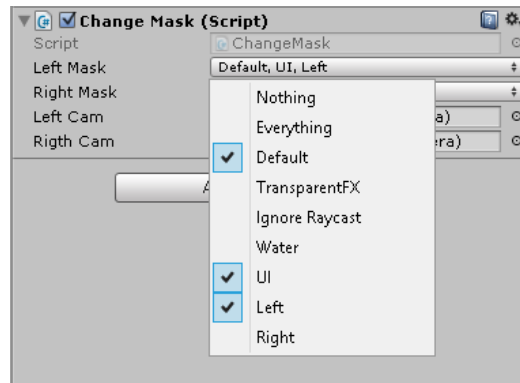 Change Mask (Script)
Script ChangeMask
Left Mask Default, UI, Left
Right Mask
Left Cam a)
Rigth Cam era)
A
Nothing
Everything
Default
TransparentFX
Ignore Raycast
Water
UI
Left
Right